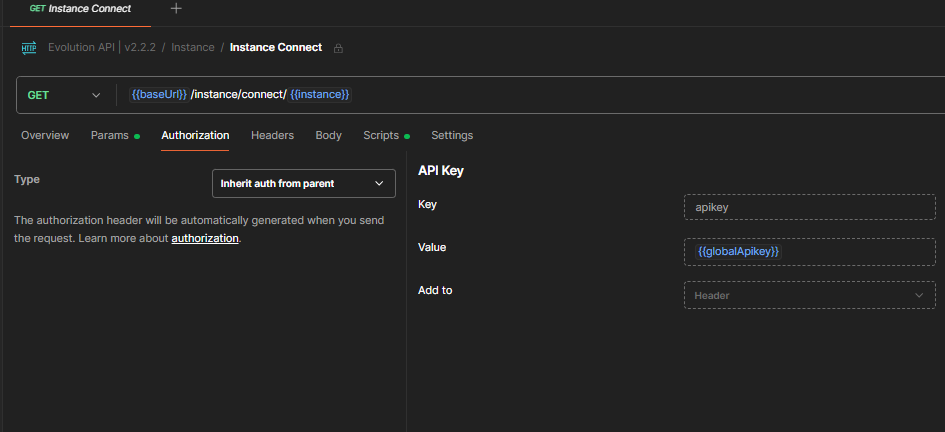 GET Instance Connect
HTTP Evolution API | v2.2.2 / Instance / Instance Connect
GET {{baseUrl}} /instance/connect/ {{instance}}
Overview Params Authorization Headers Body Scripts Settings
Type
Inherit auth from parent
The authorization header will be automatically generated when you send
the request. Learn more about authorization.
API Key
Key apikey
Value {{globalApikey}}
Add to Header